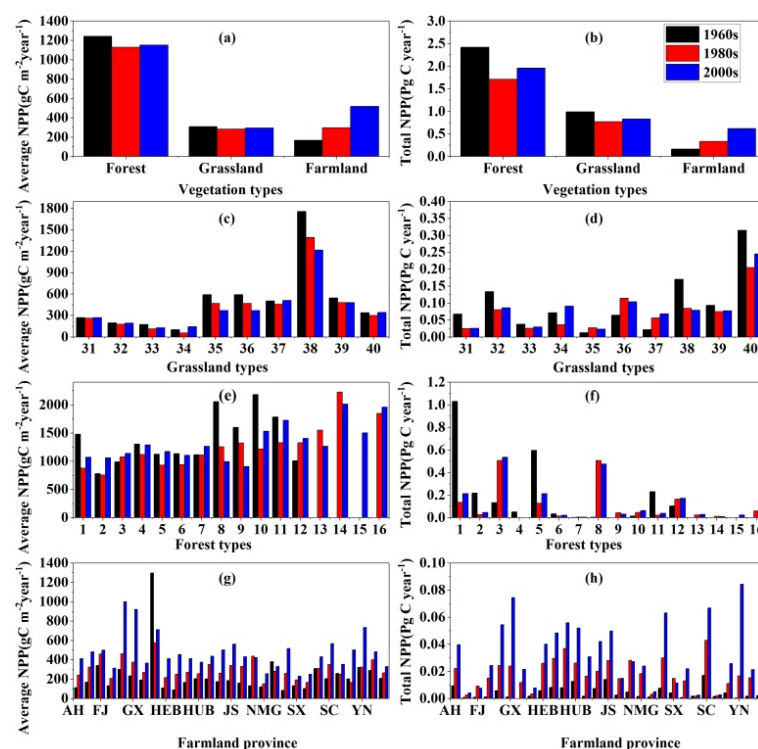 (a)
Average NPP(gC m-2year-1)
1400
1200
1000
800
600
400
200
0
Forest Grassland Farmland
Vegetation types
(b)
Total NPP(Pg C year-1)
3.0
2.5
2.0
1.5
1.0
0.5
0.0
1960s
1980s
2000s
Forest Grassland Farmland
Vegetation types
(c)
Average NPP(gC m-2year-1)
1800
1500
1200
900
600
300
0
31 32 33 34 35 36 37 38 39 40
Grassland types
(d)
Total NPP(Pg C year-1)
0.40
0.35
0.30
0.25
0.20
0.15
0.10
0.05
0.00
31 32 33 34 35 36 37 38 39 40
Grassland types
(e)
Average NPP(gC m-2year-1)
2000
1500
1000
500
0
1 2 3 4 5 6 7 8 9 10 11 12 13 14 15 16
Forest types
(f)
Total NPP(Pg C year-1)
1.2
1.0
0.8
0.6
0.4
0.2
0.0
1 2 3 4 5 6 7 8 9 10 11 12 13 14 15 16
Forest types
(g)
Average NPP(gC m-2year-1)
1400
1200
1000
800
600
400
200
0
AH FJ GX HEB HUB JS NMG SX SC YN
Farmland province
(h)
Total NPP(Pg C year-1)
0.10
0.08
0.06
0.04
0.02
0.00
AH FJ GX HEB HUB JS NMG SX SC YN
Farmland province